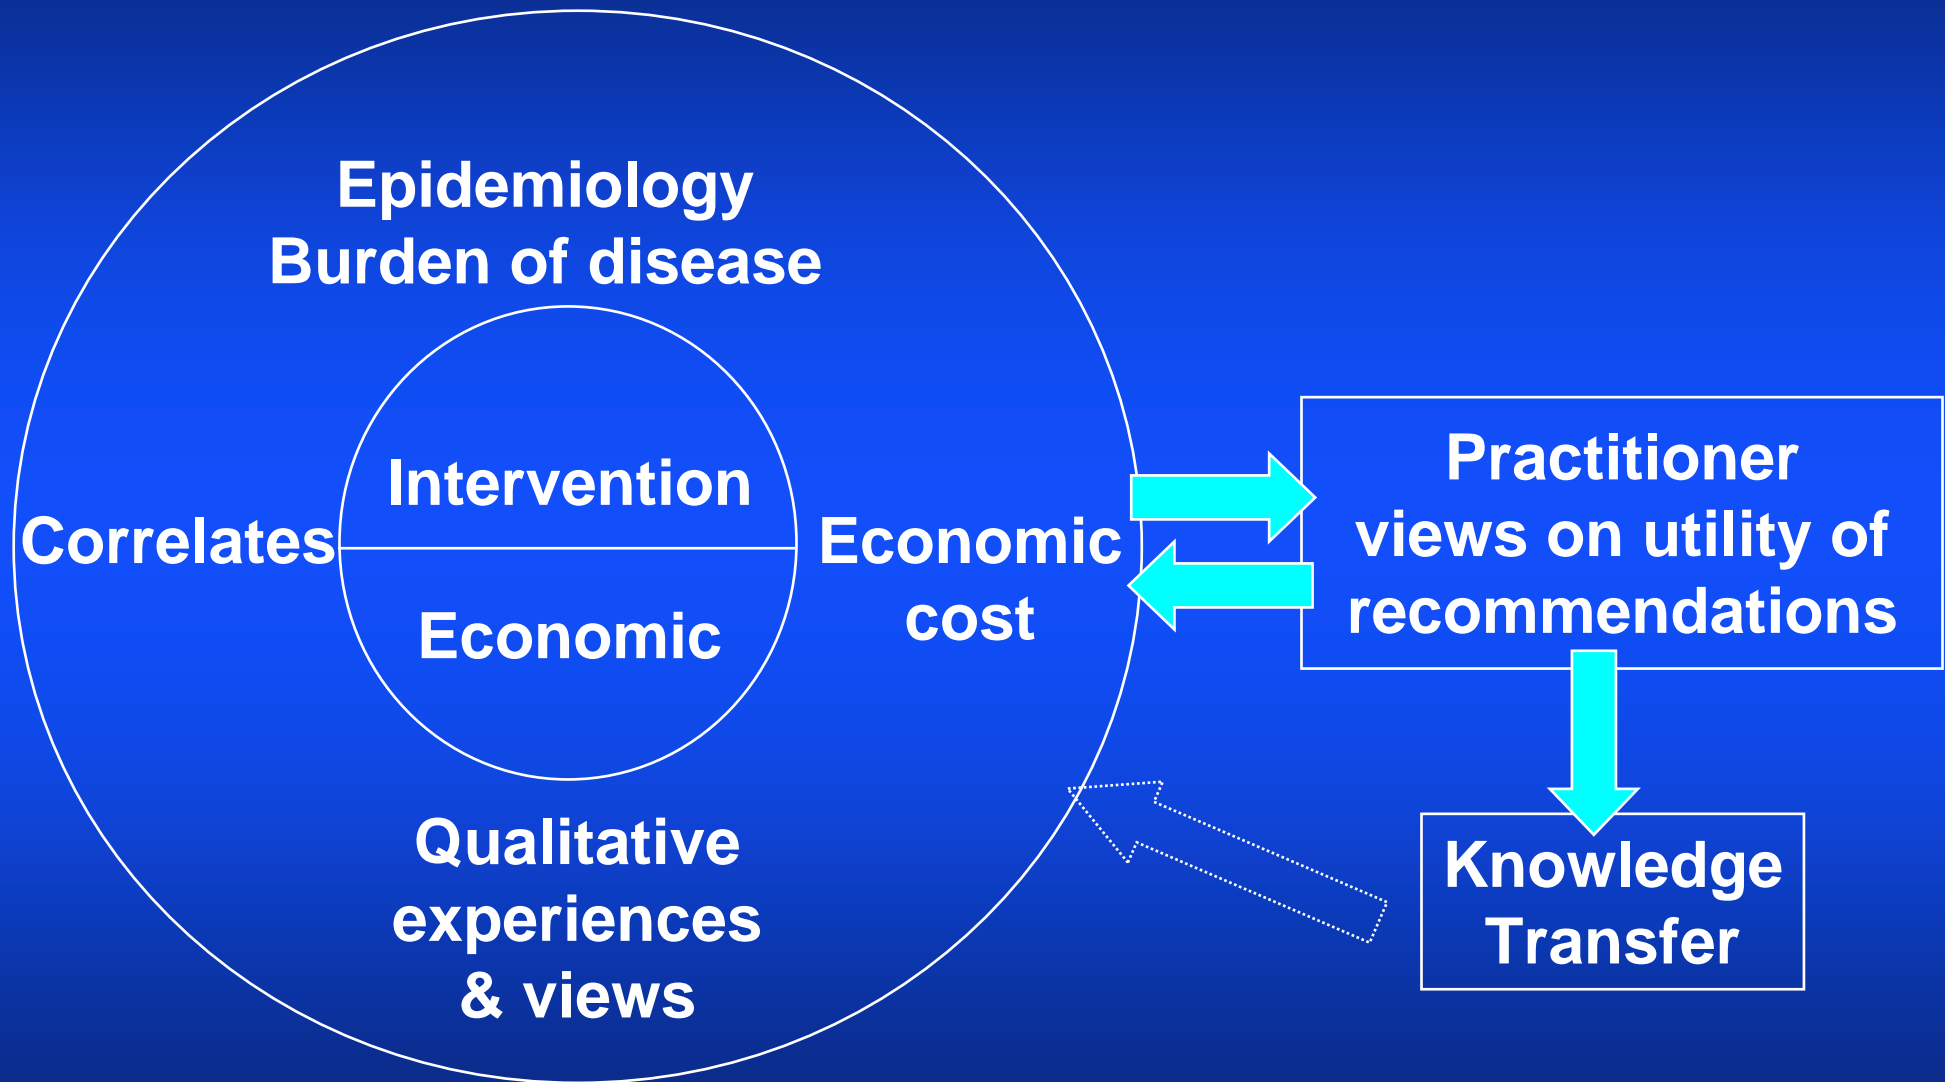 Epidemiology
Burden of disease
Intervention
Correlates
Economic
cost
Economic
Qualitative
experiences
& views
Practitioner
views on utility of
recommendations
Knowledge
Transfer